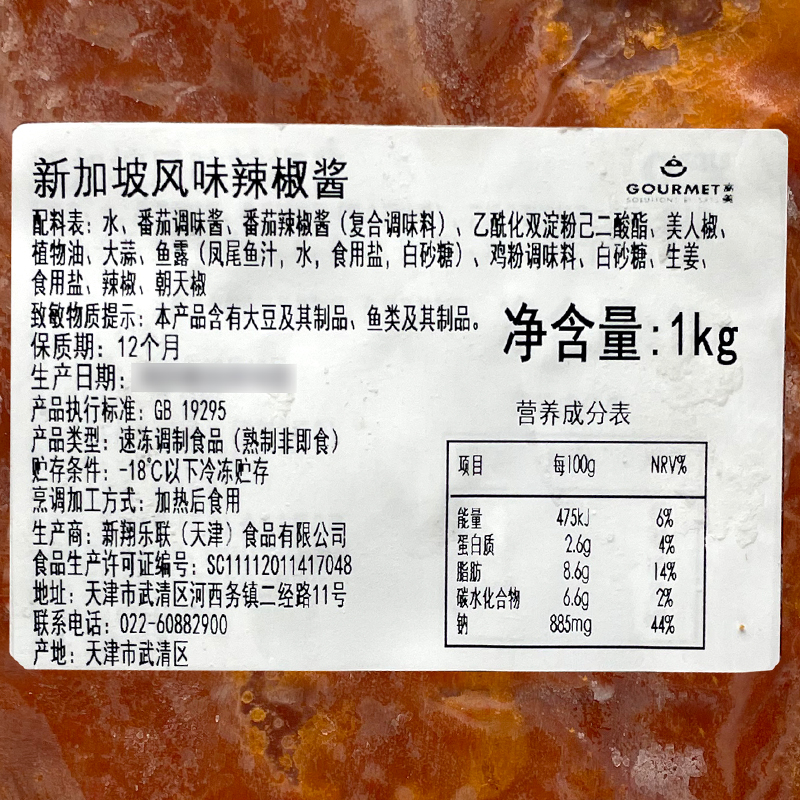 新加坡风味辣椒酱
GOURMET
配料表：水、番茄调味酱、番茄辣椒酱（复合调味料）、乙酰化双淀粉己二酸酯、美人椒、
植物油、大蒜、鱼露（凤尾鱼汁，水，食用盐，白砂糖）、鸡粉调味料、白砂糖、生姜、
食用盐、辣椒、朝天椒
致敏物质提示：本产品含有大豆及其制品、鱼类及其制品。
净含量：1kg
保质期：12个月
生产日期：
产品执行标准：GB 19295
产品类型：速冻调制食品（熟制非即食）
贮存条件：-18℃以下冷冻贮存
烹调加工方式：加热后食用
生产商：新翔乐联（天津）食品有限公司
食品生产许可证编号：SC11112011417048
地址：天津市武清区河西务镇二经路11号
联系电话：022-60882900
产地：天津市武清区
营养成分表
项目 每100g NRV%
能量 475kJ 6%
蛋白质 2.6g 4%
脂肪 8.6g 14%
碳水化合物 6.6g 2%
钠 885mg 44%